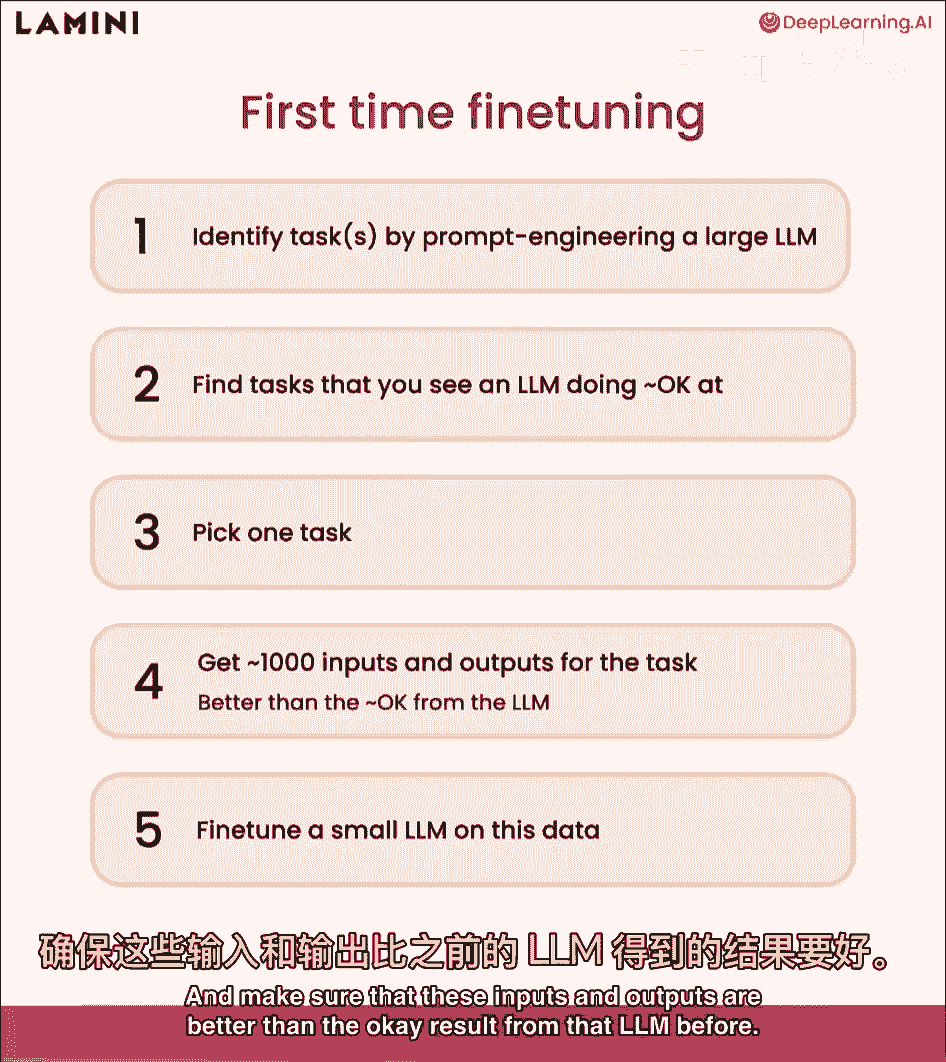 LAMINI
DeepLearning.AI
First time finetuning
1 Identify task(s) by prompt-engineering a large LLM
2 Find tasks that you see an LLM doing ~OK at
3 Pick one task
4 Get ~1000 inputs and outputs for the task
Better than the ~OK from the LLM
5 Finetune a small LLM on this data
确保这些输入和输出比之前的 LLM 得到的结果要好。
And make sure that these inputs and outputs are
better than the okay result from that LLM before.